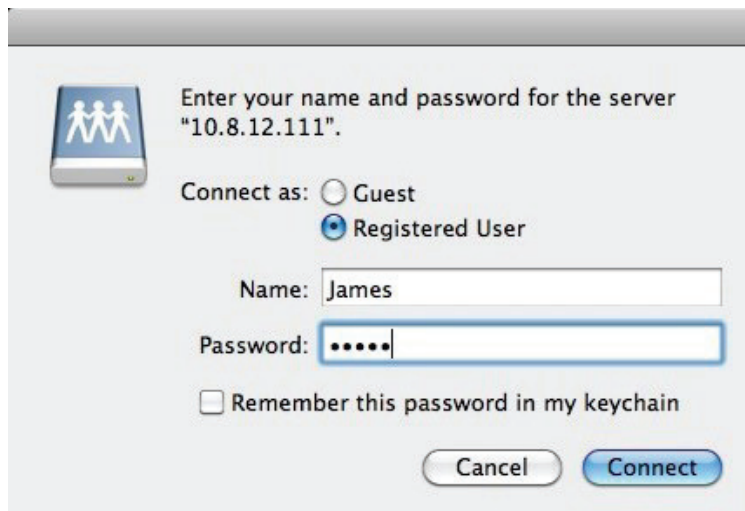 Enter your name and password for the server
“10.8.12.111”.
Connect as: Guest
Registered User
Name: James
Password: •••••
Remember this password in my keychain
Cancel Connect